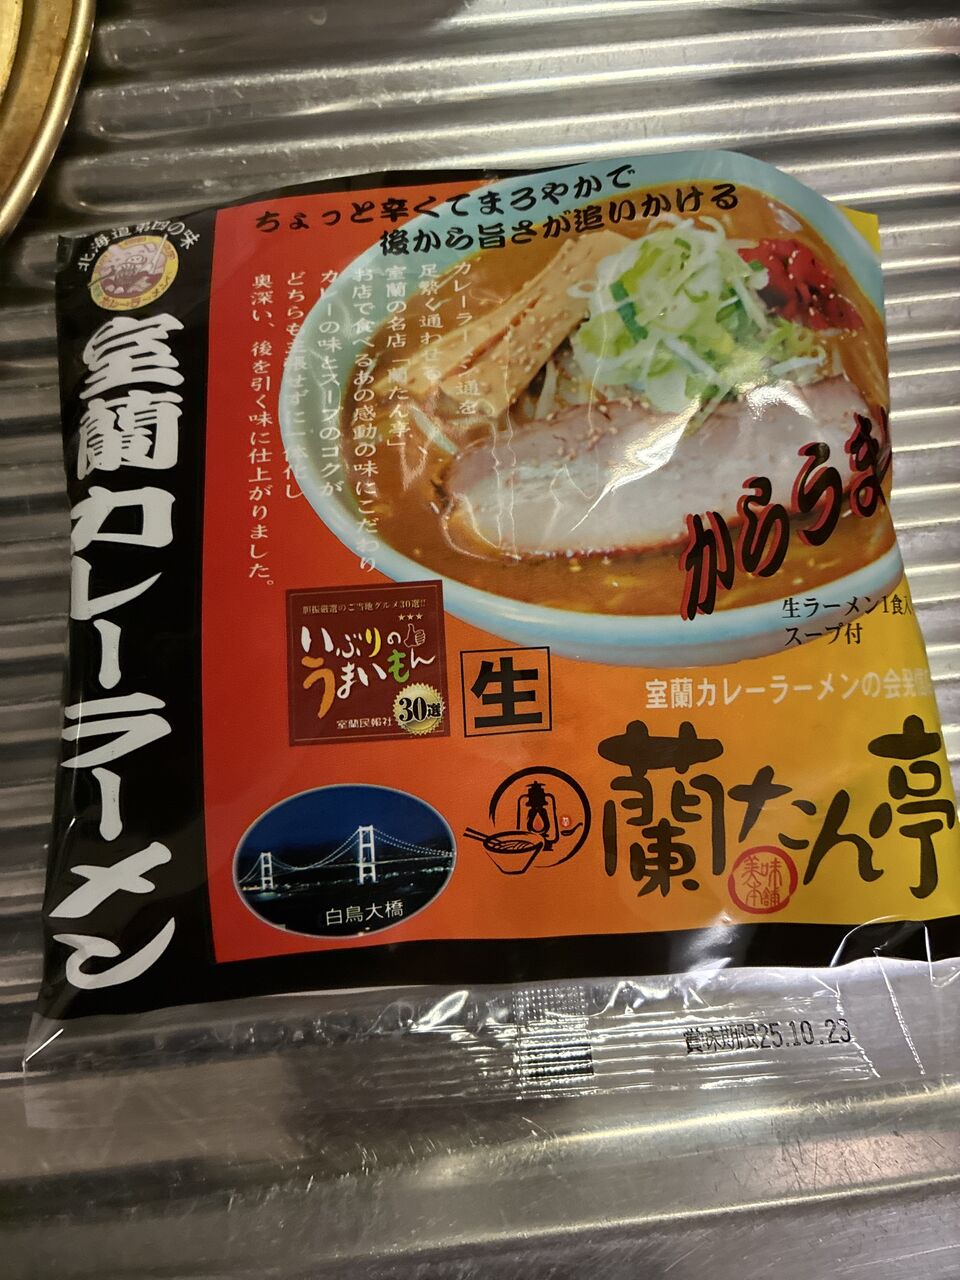 北海道第四の味
室蘭カレーラーメン
ちょっと辛くてまろやかで
後から旨さが追いかける
カレーラーメン通を
足繁く通わせる
室蘭の名店「蘭たん亭」
お店で食べるあの感動の味にこだわり
カレーの味とスープのコクが
どちらも主張せずに一体化し
奥深い、後を引く味に仕上がりました。
からうま
生ラーメン1食入
スープ付
胆振厳選のご当地グルメ30選!!
いぶりの
うまいもん
30選
室蘭民報社
生
室蘭カレーラーメンの会発信
蘭たん亭
美味本舗
白鳥大橋
賞味期限25.10.23